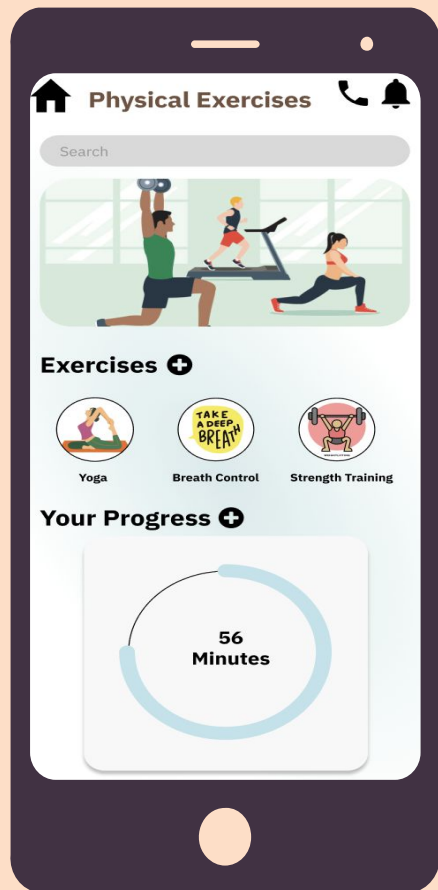 Physical Exercises
Search
Exercises
TAKE
A DEEP
BREATH
Yoga
Breath Control
Strength Training
Your Progress
56
Minutes